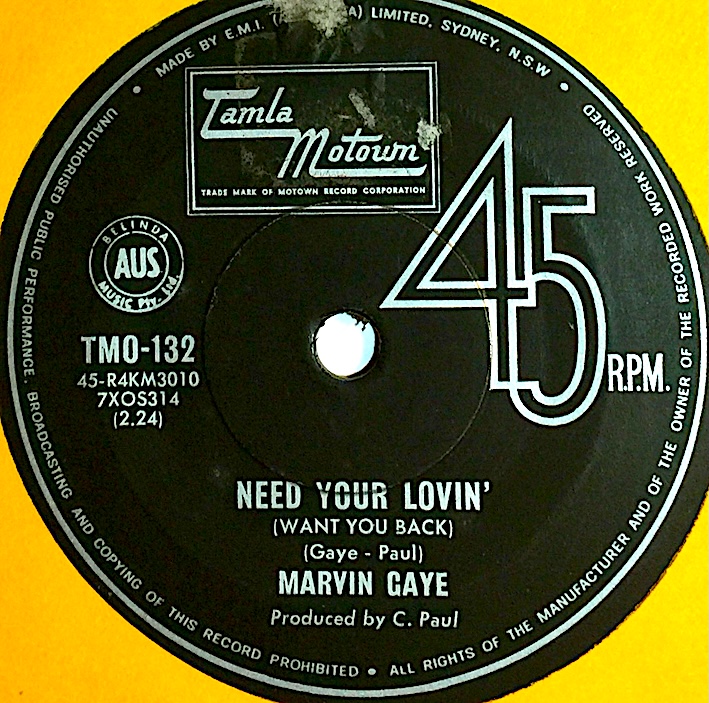 MADE BY E.M.I. ( A) LIMITED, SYDNEY, N.S.W •
UNAUTHORISED PUBLIC PERFORMANCE. BROADCASTING AND COPYING OF THIS RECORD PROHIBITED • ALL RIGHTS OF THE MANUFACTURER AND OF THE OWNER OF THE RECORDED WORK RESERVED
Tamla
Motown
TRADE MARK OF MOTOWN RECORD CORPORATION
45
R.P.M.
BELINDA
AUS
MUSIC Pty. Ltd.
TMO-132
45-R4KM3010
7XOS314
(2.24)
NEED YOUR LOVIN'
(WANT YOU BACK)
(Gaye - Paul)
MARVIN GAYE
Produced by C. Paul